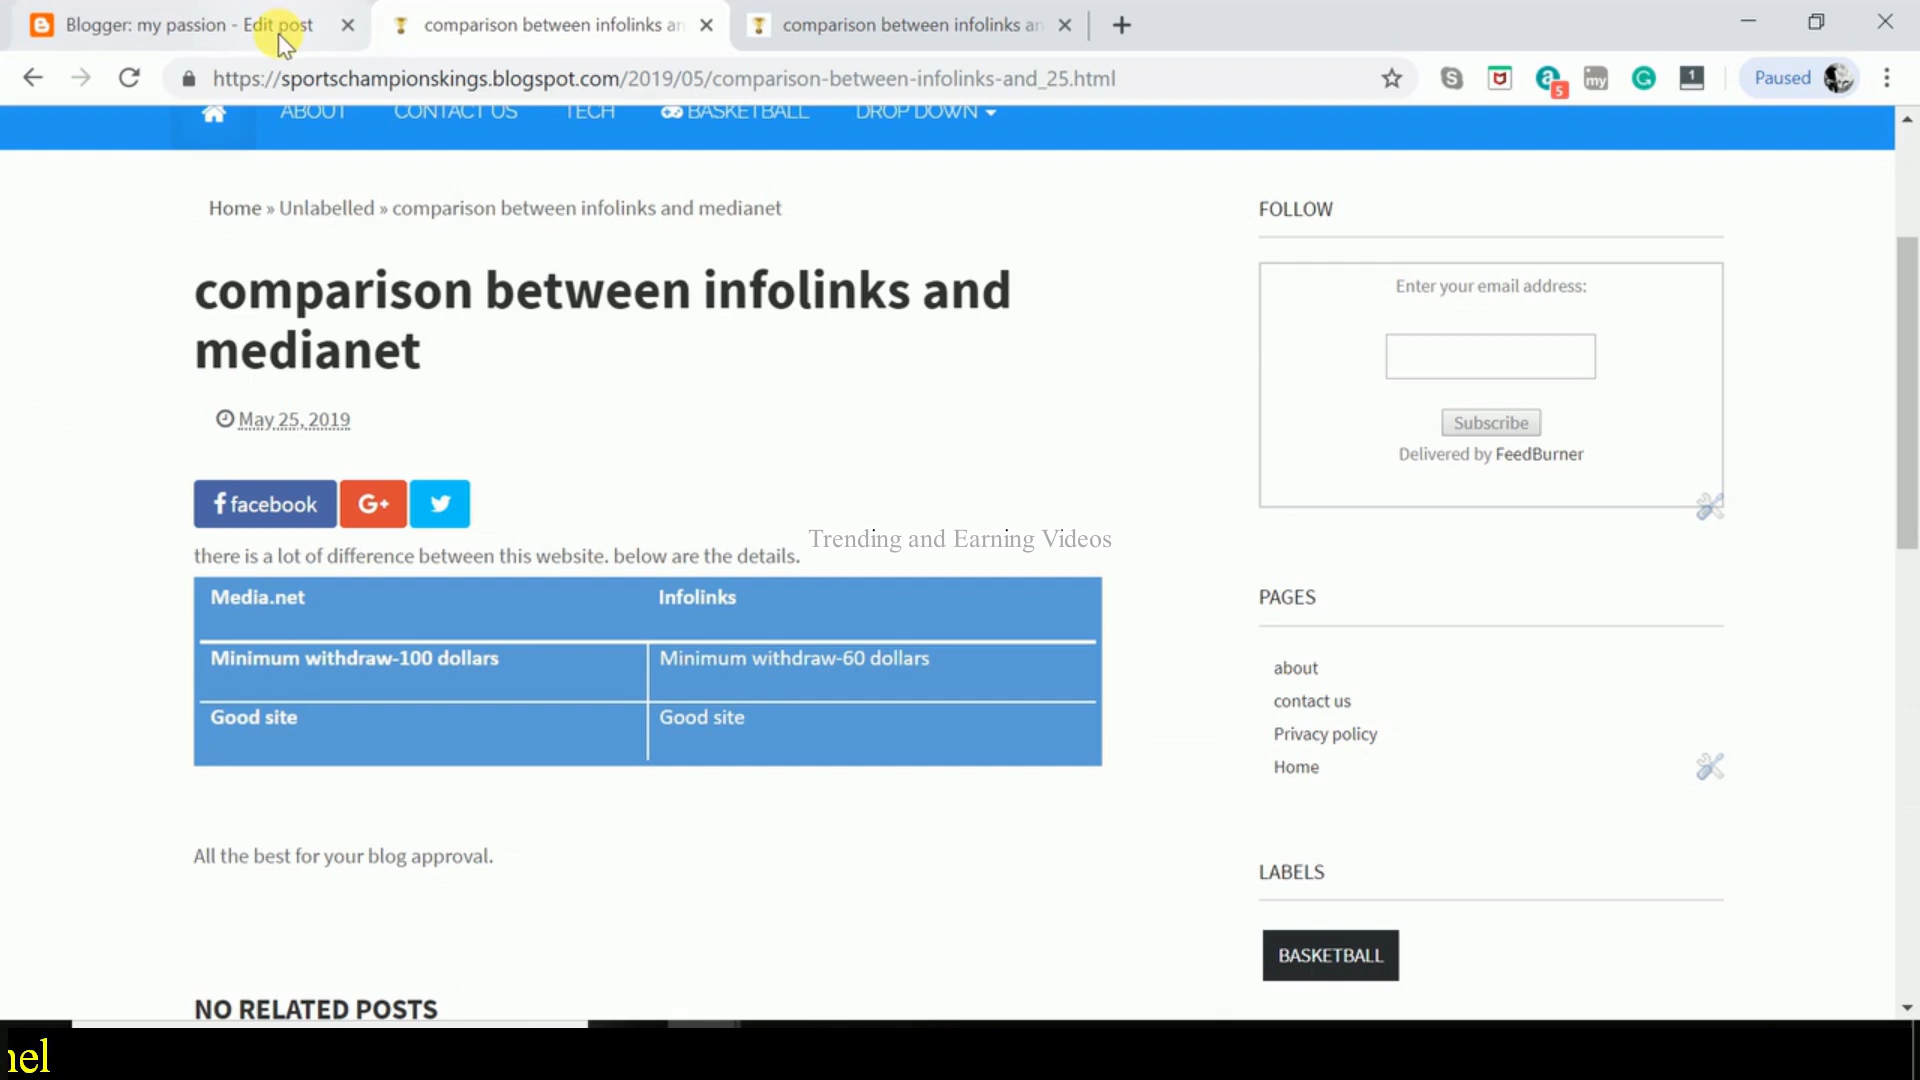 Blogger: my passion - Edit post
comparison between infolinks an
comparison between infolinks an
https://sportschampionskings.blogspot.com/2019/05/comparison-between-infolinks-and_25.html
5
my
1
Paused
ABOUT
CONTACT US
TECH
BASKETBALL
DROP DOWN
Home » Unlabelled » comparison between infolinks and medianet
comparison between infolinks and
medianet
May 25, 2019
facebook
G+
there is a lot of difference between this website. below are the details.
Trending and Earning Videos
Media.net
Infolinks
Minimum withdraw-100 dollars
Minimum withdraw-60 dollars
Good site
Good site
All the best for your blog approval.
NO RELATED POSTS
FOLLOW
Enter your email address:
Subscribe
Delivered by FeedBurner
PAGES
about
contact us
Privacy policy
Home
LABELS
BASKETBALL